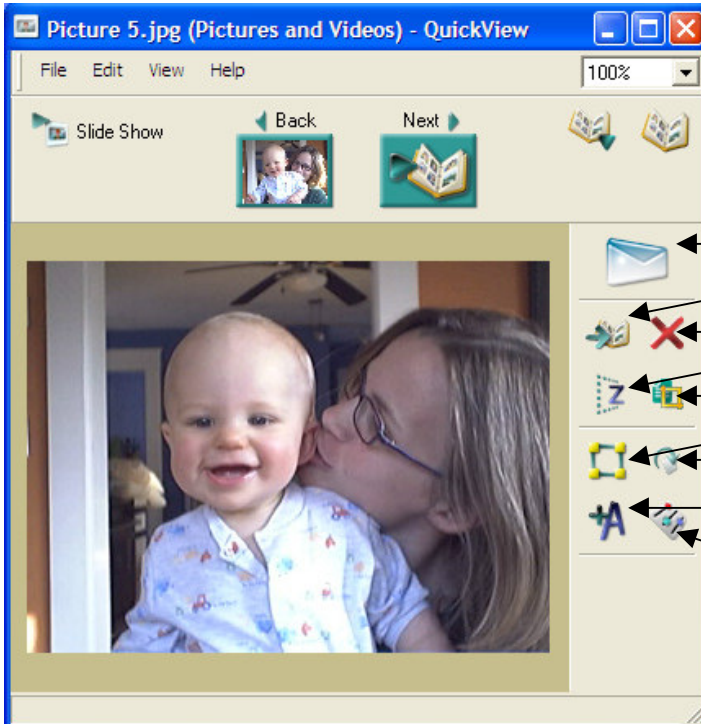 Picture 5.jpg (Pictures and Videos) - QuickView
File Edit View Help 100%
Slide Show Back Next
Z
A